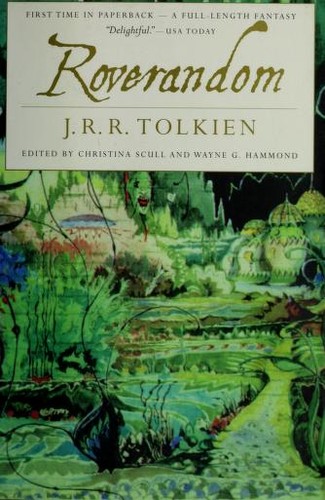 FIRST TIME IN PAPERBACK — A FULL-LENGTH FANTASY
"Delightful." — USA TODAY
Roverandom
J.R.R. TOLKIEN
EDITED BY CHRISTINA SCULL AND WAYNE G. HAMMOND